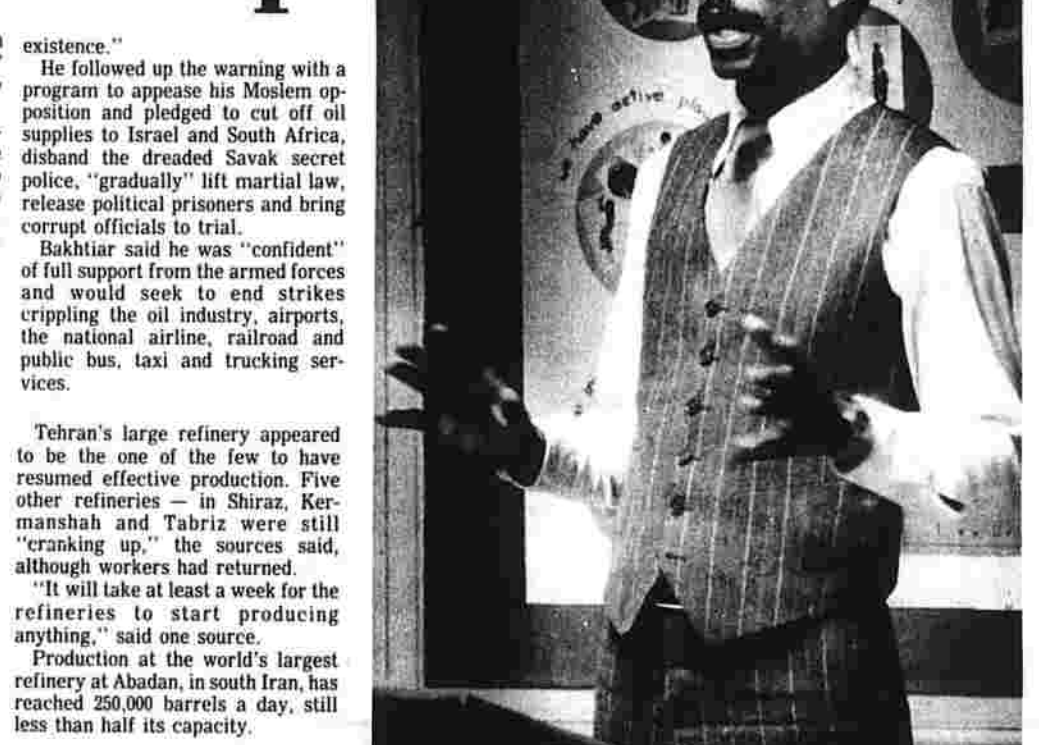 existence."
He followed up the warning with a
program to appease his Moslem op-
position and pledged to cut off oil
supplies to Israel and South Africa,
disband the dreaded Savak secret
police, "gradually" lift martial law,
release political prisoners and bring
corrupt officials to trial.
Bakhtiar said he was "confident"
of full support from the armed forces
and would seek to end strikes
crippling the oil industry, airports,
the national airline, railroad and
public bus, taxi and trucking ser-
vices.
Tehran's large refinery appeared
to be the one of the few to have
resumed effective production. Five
other refineries — in Shiraz, Ker-
manshah and Tabriz were still
"cranking up," the sources said,
although workers had returned.
"It will take at least a week for the
refineries to start producing
anything," said one source.
Production at the world's largest
refinery at Abadan, in south Iran, has
reached 250,000 barrels a day, still
less than half its capacity.
have active